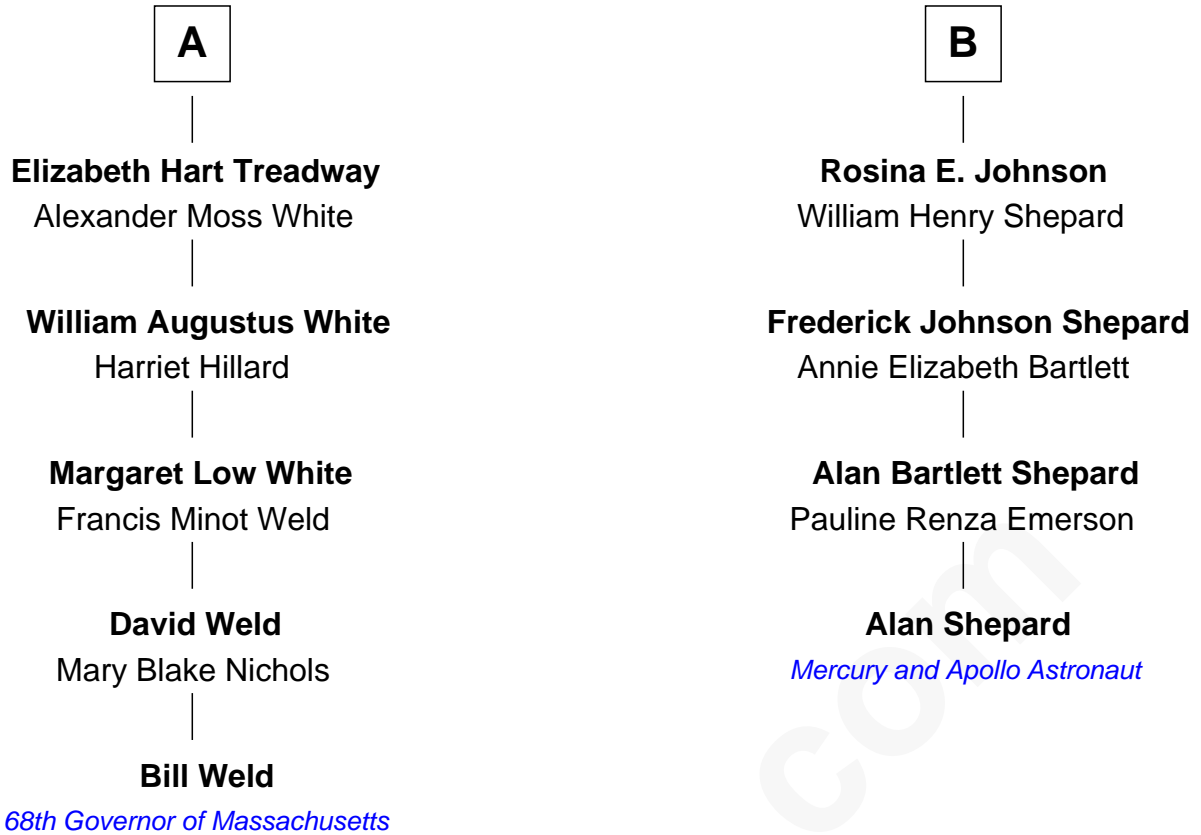 A
Elizabeth Hart Treadway
Alexander Moss White
William Augustus White
Harriet Hillard
Margaret Low White
Francis Minot Weld
David Weld
Mary Blake Nichols
Bill Weld
68th Governor of Massachusetts
B
Rosina E. Johnson
William Henry Shepard
Frederick Johnson Shepard
Annie Elizabeth Bartlett
Alan Bartlett Shepard
Pauline Renza Emerson
Alan Shepard
Mercury and Apollo Astronaut
com